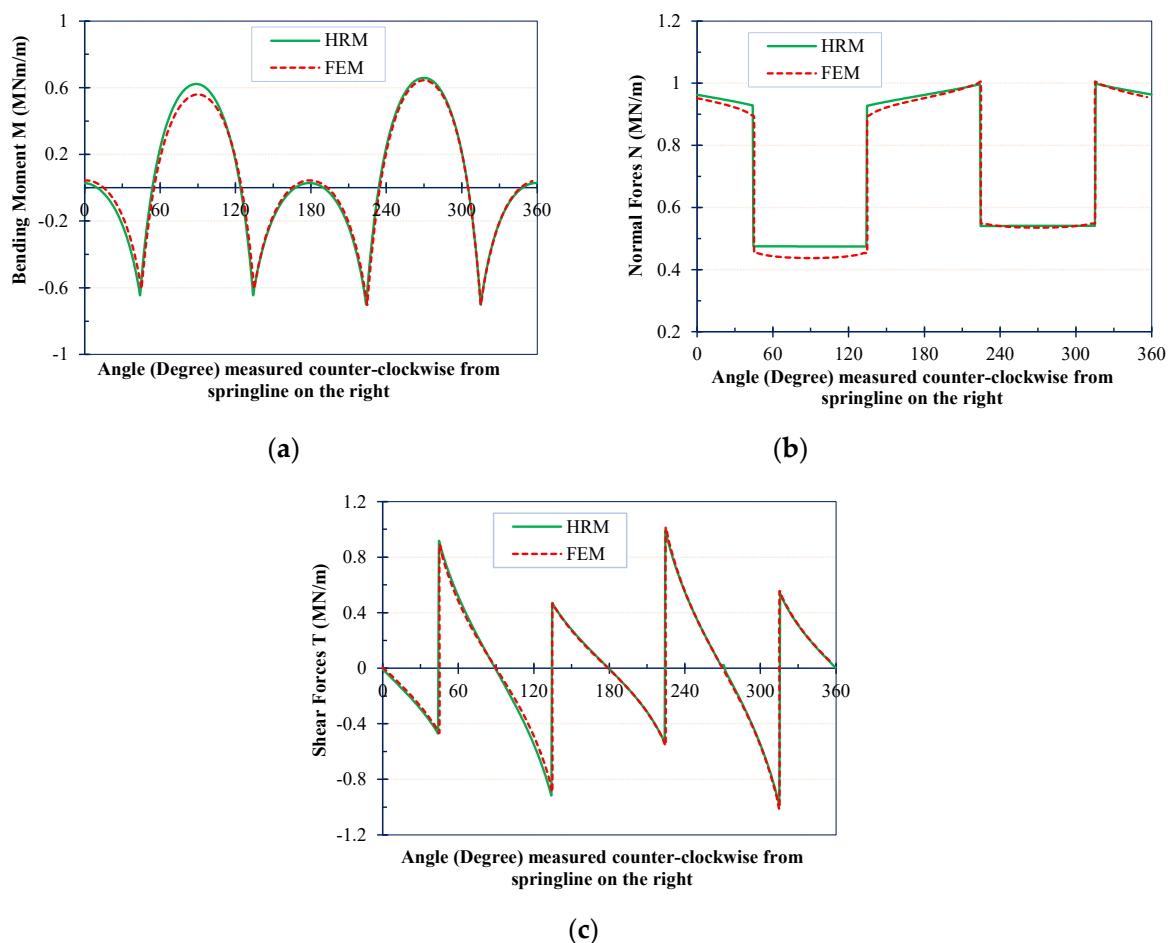 1
0.6
0.2
-0.2
-0.6
-1
Bending Moment M (MNm/m)
HRM
FEM
0 60 120 180 240 300 360
Angle (Degree) measured counter-clockwise from
springline on the right
(a)
1.2
1
0.8
0.6
0.4
0.2
Normal Fores N (MN/m)
HRM
FEM
0 60 120 180 240 300 360
Angle (Degree) measured counter-clockwise from
springline on the right
(b)
1.2
0.8
0.4
0
-0.4
-0.8
-1.2
Shear Forces T (MN/m)
HRM
FEM
0 60 120 180 240 300 360
Angle (Degree) measured counter-clockwise from
springline on the right
(c)